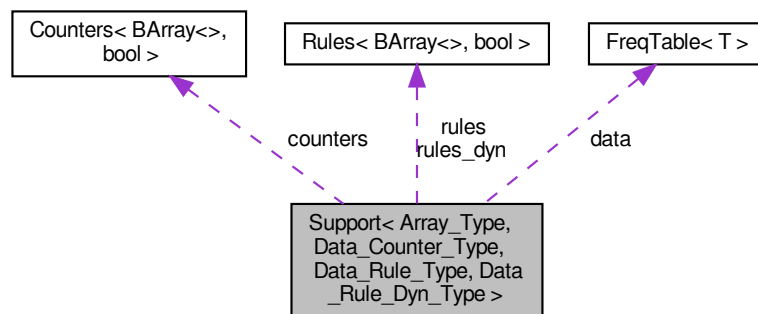 Counters< BArray<>,
bool >
Rules< BArray<>, bool >
FreqTable< T >
counters
rules
rules_dyn
data
Support< Array_Type,
Data_Counter_Type,
Data_Rule_Type, Data
_Rule_Dyn_Type >